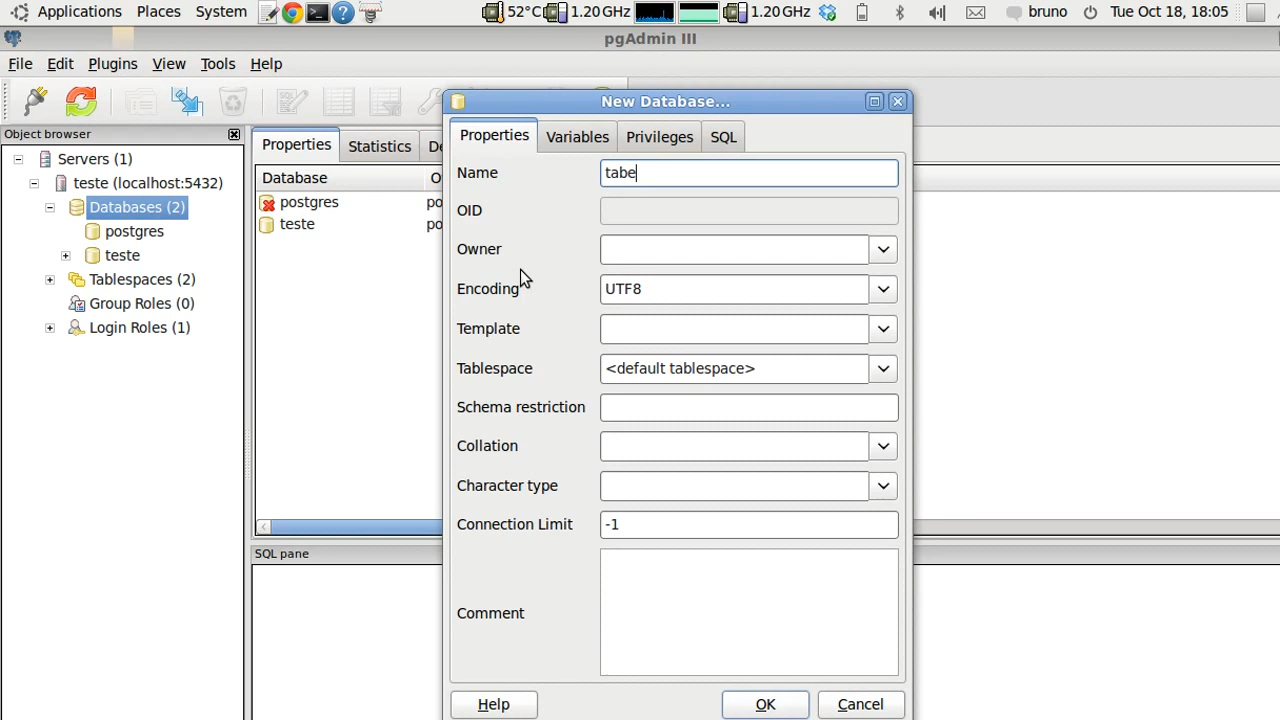 Applications Places System 52°C 1.20 GHz 1.20 GHz bruno Tue Oct 18, 18:05
pgAdmin III
File Edit Plugins View Tools Help
New Database...
Object browser
Properties Statistics De
Properties Variables Privileges SQL
Servers (1)
teste (localhost:5432)
Databases (2)
postgres
teste
Tablespaces (2)
Group Roles (0)
Login Roles (1)
Database O
postgres po
teste po
SQL pane
Name tabe
OID
Owner
Encoding UTF8
Template
Tablespace <default tablespace>
Schema restriction
Collation
Character type
Connection Limit -1
Comment
Help OK Cancel